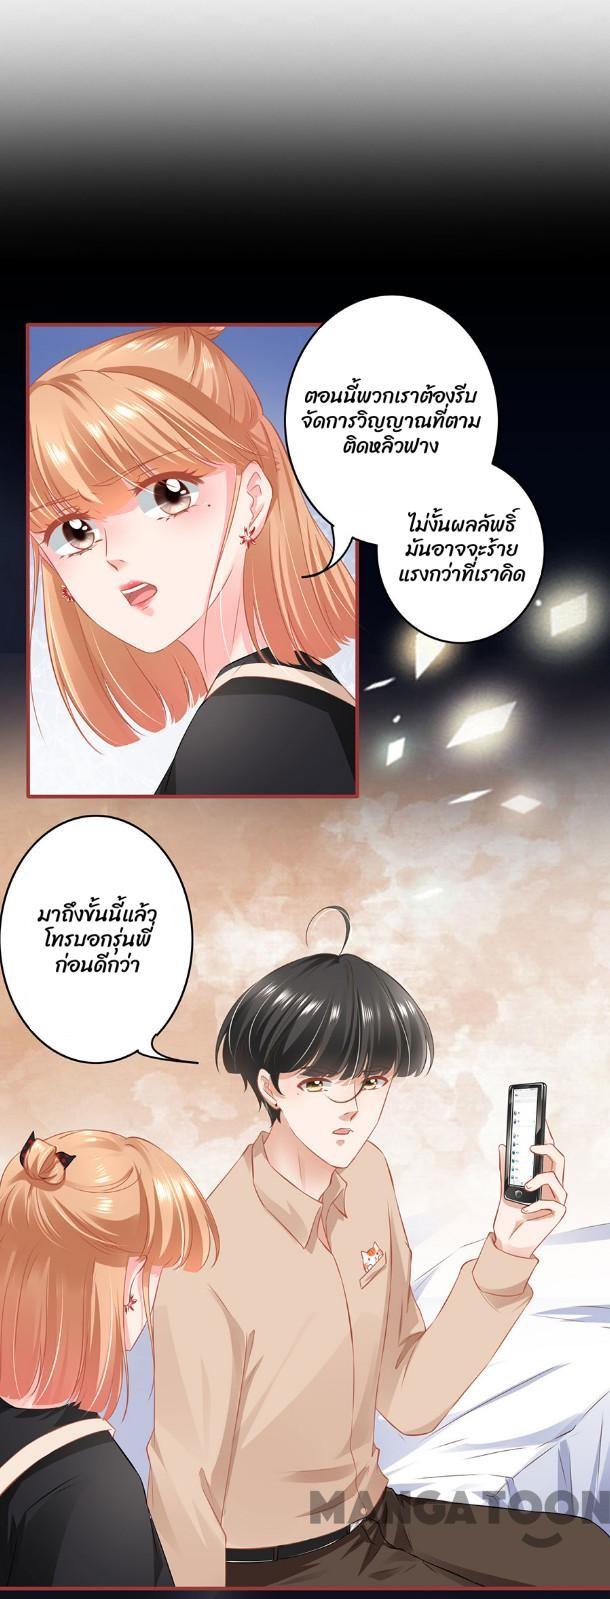 ตอนนี้พวกเราต้องรีบ
จัดการวิญญาณที่ตาม
ติดหลิวฟาง
ไม่งั้นผลลัพธิ์
มันอาจจะร้าย
แรงกว่าที่เราคิด
มาถึงขั้นนี้แล้ว
โทรบอกรุ่นพี่
ก่อนดีกว่า
MANGATOON